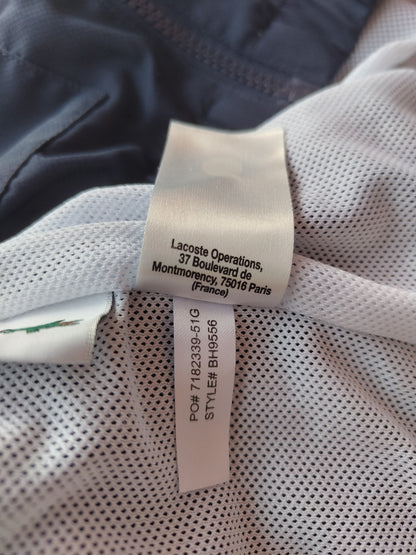 Lacoste Operations,
37 Boulevard de
Montmorency, 75016 Paris
(France)
PO# 7182339-51G
STYLE# BH9556